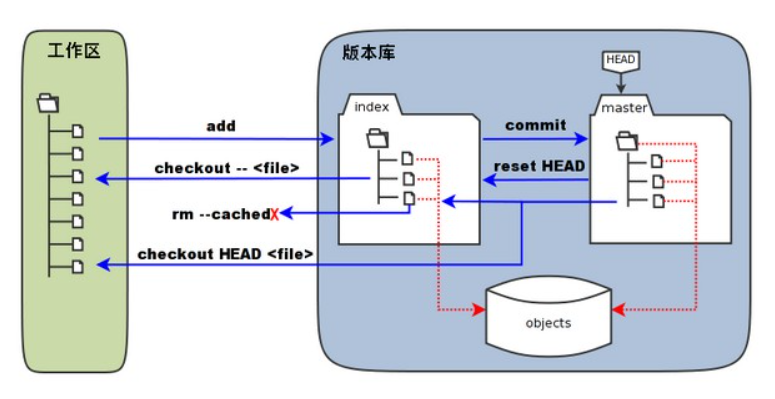 工作区
版本库
HEAD
index
master
add
commit
checkout -- <file>
reset HEAD
rm --cached
X
checkout HEAD <file>
objects